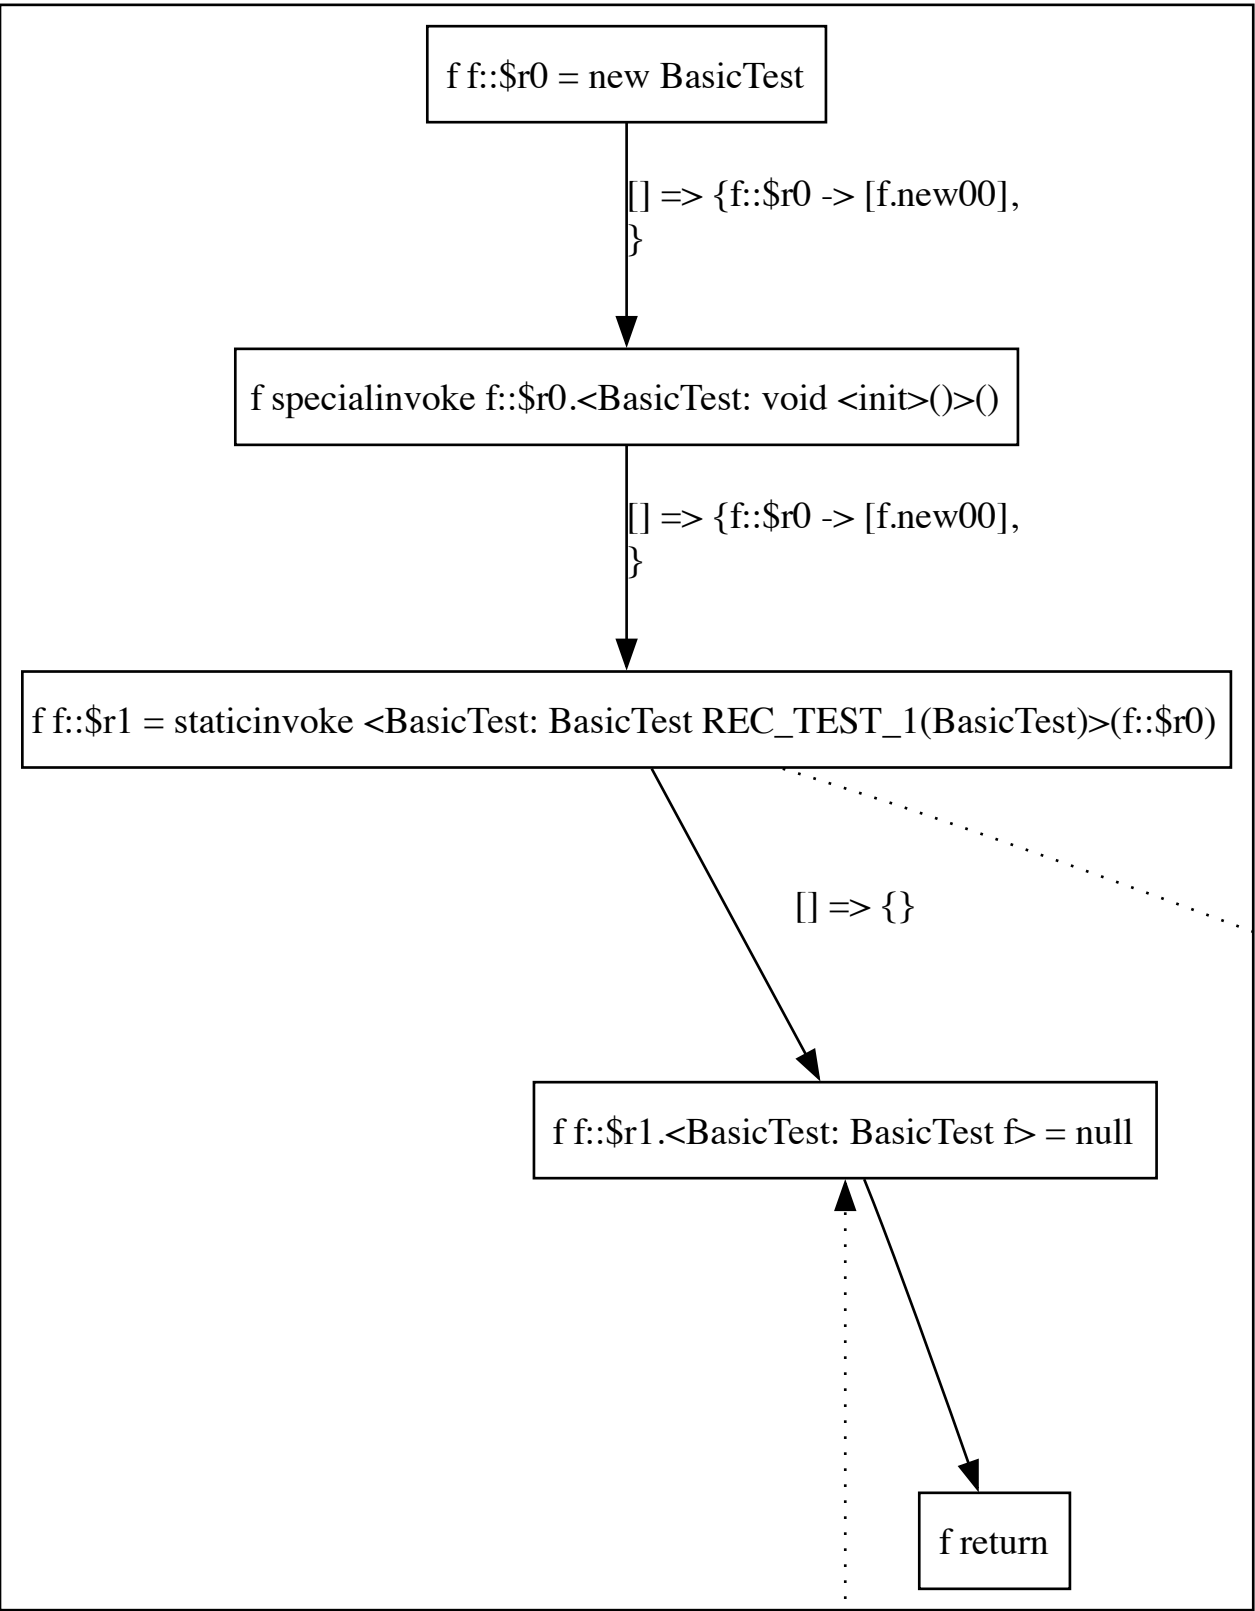 f f::$r0 = new BasicTest
[] => {f::$r0 -> [f.new00],
}
f specialinvoke f::$r0.<BasicTest: void <init>()>()
[] => {f::$r0 -> [f.new00],
}
f f::$r1 = staticinvoke <BasicTest: BasicTest REC_TEST_1(BasicTest)>(f::$r0)
[] => {}
f f::$r1.<BasicTest: BasicTest f> = null
f return